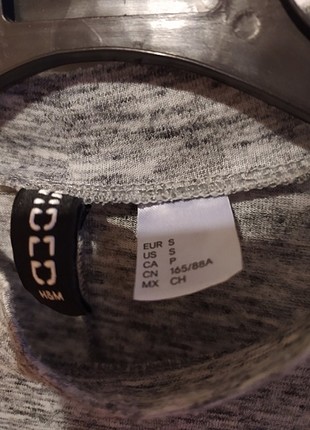 H&M
EUR S
US S
CA P
CN 165/88A
MX CH